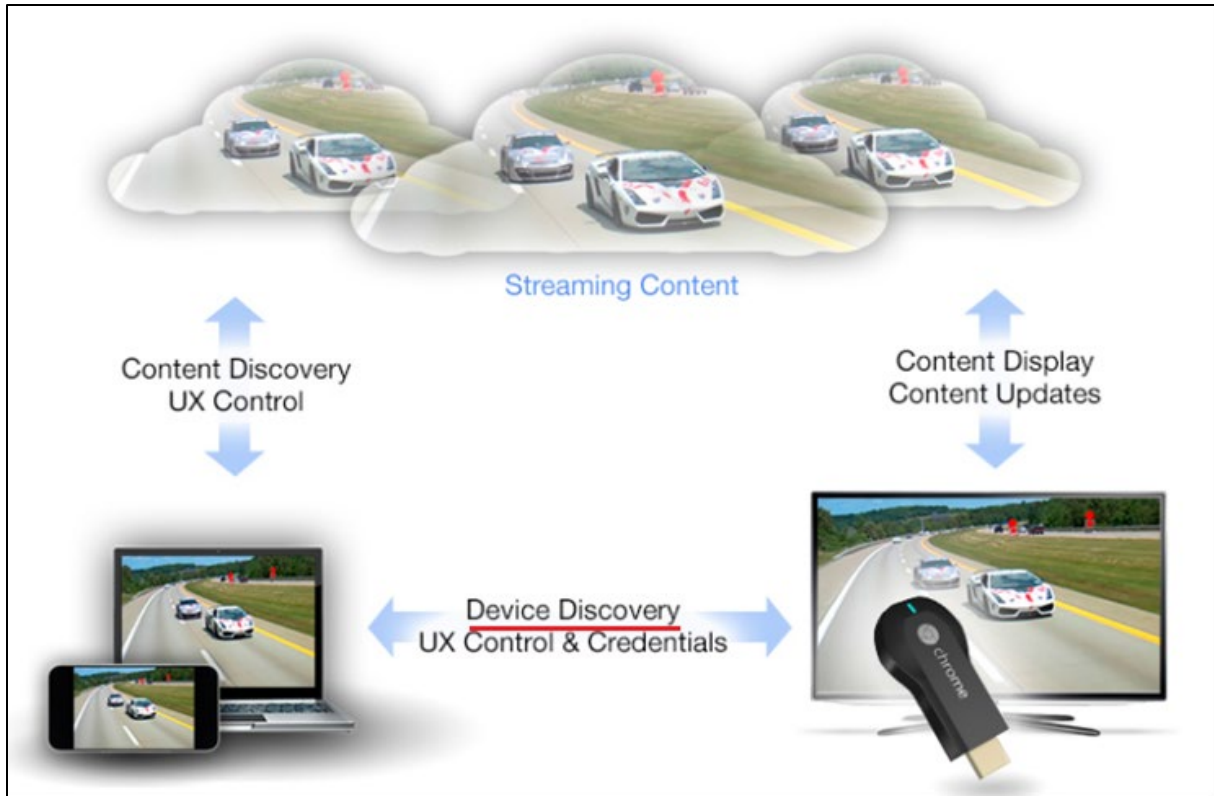 Streaming Content
Content Discovery
UX Control
Content Display
Content Updates
Device Discovery
UX Control & Credentials
chrome